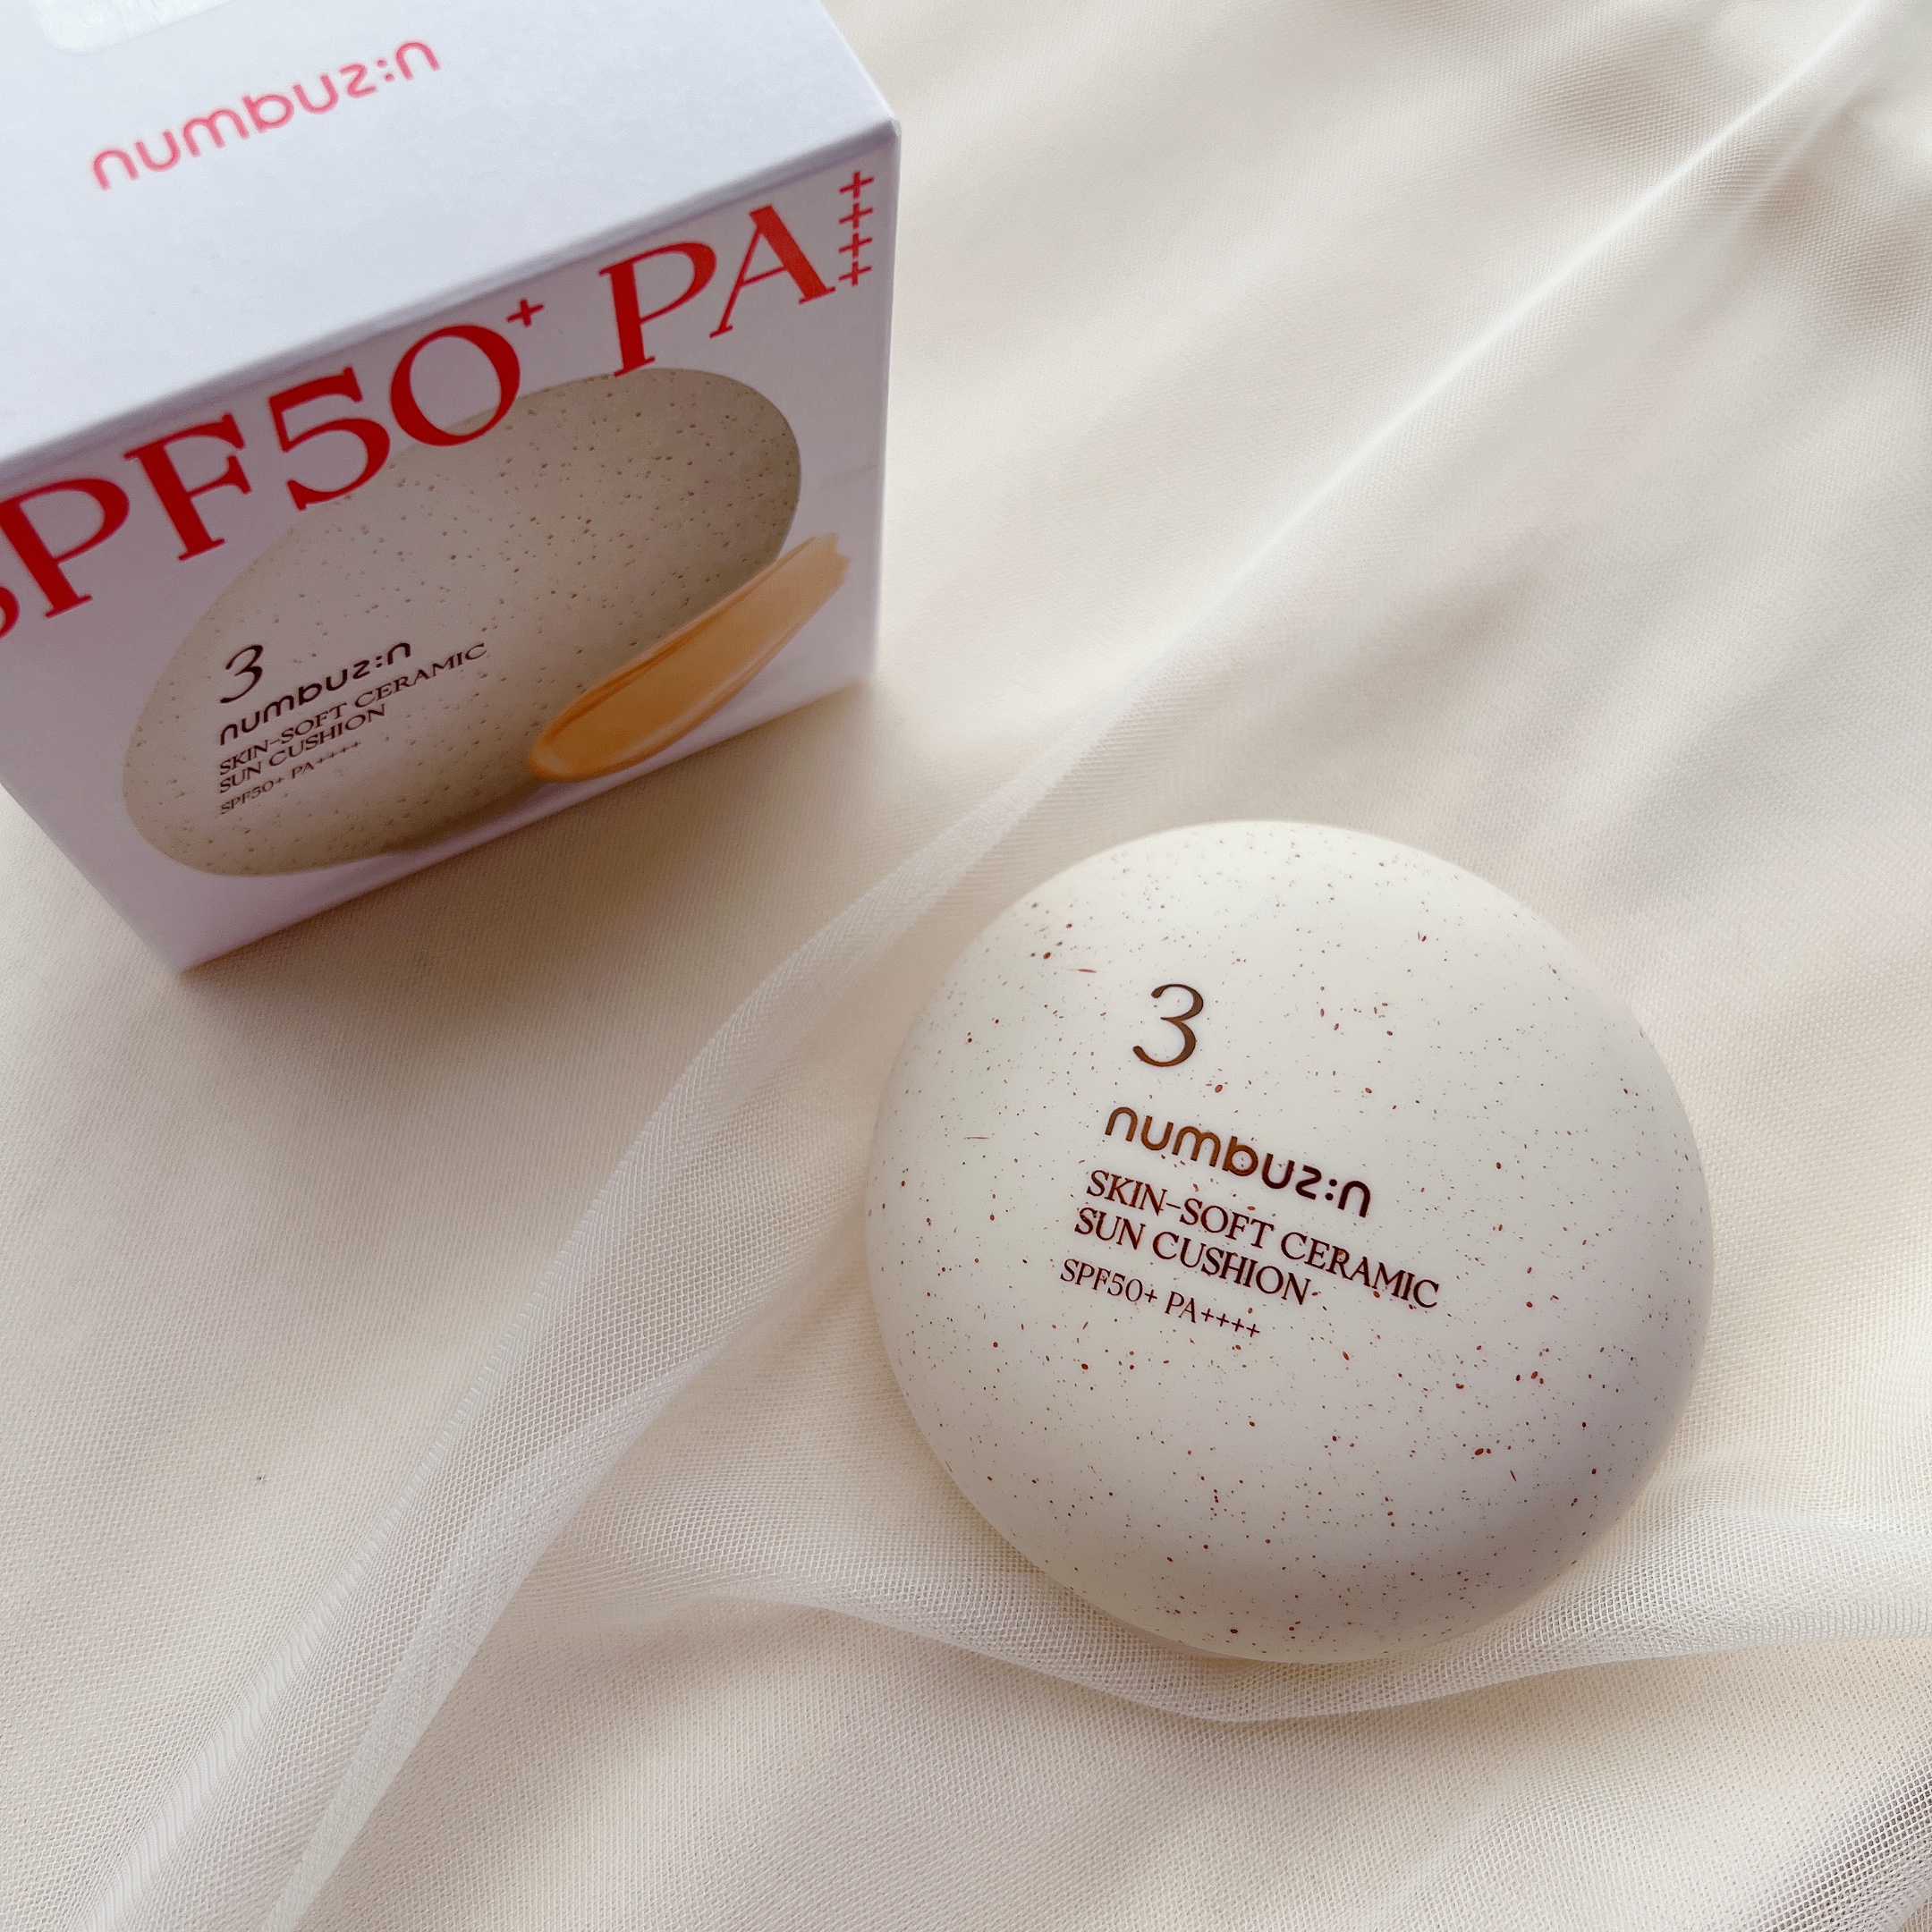 numbuz:n
SPF50+ PA++++
3
numbuz:n
SKIN-SOFT CERAMIC
SUN CUSHION
SPF50+ PA++++
3
numbuz:n
SKIN-SOFT CERAMIC
SUN CUSHION
SPF50+ PA++++